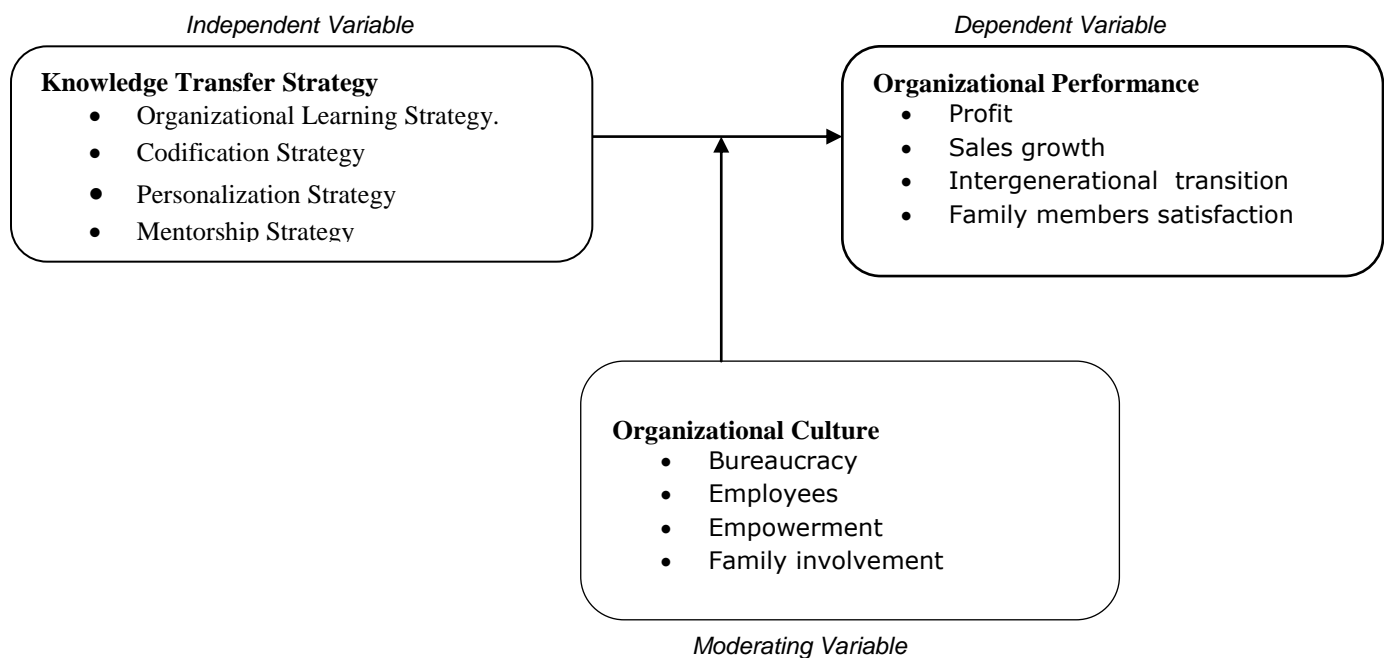 Independent Variable
Knowledge Transfer Strategy
• Organizational Learning Strategy.
• Codification Strategy
• Personalization Strategy
• Mentorship Strategy
Dependent Variable
Organizational Performance
• Profit
• Sales growth
• Intergenerational transition
• Family members satisfaction
Organizational Culture
• Bureaucracy
• Employees
• Empowerment
• Family involvement
Moderating Variable